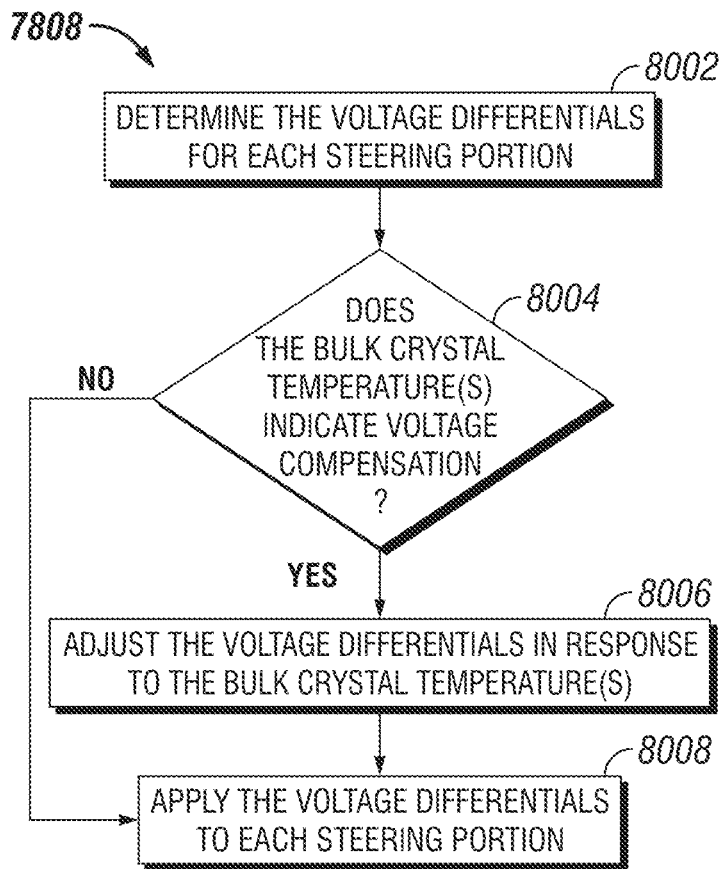 7808
8002
DETERMINE THE VOLTAGE DIFFERENTIALS
FOR EACH STEERING PORTION
8004
DOES
THE BULK CRYSTAL
TEMPERATURE(S)
INDICATE VOLTAGE
COMPENSATION
?
NO
YES
8006
ADJUST THE VOLTAGE DIFFERENTIALS IN RESPONSE
TO THE BULK CRYSTAL TEMPERATURE(S)
8008
APPLY THE VOLTAGE DIFFERENTIALS
TO EACH STEERING PORTION